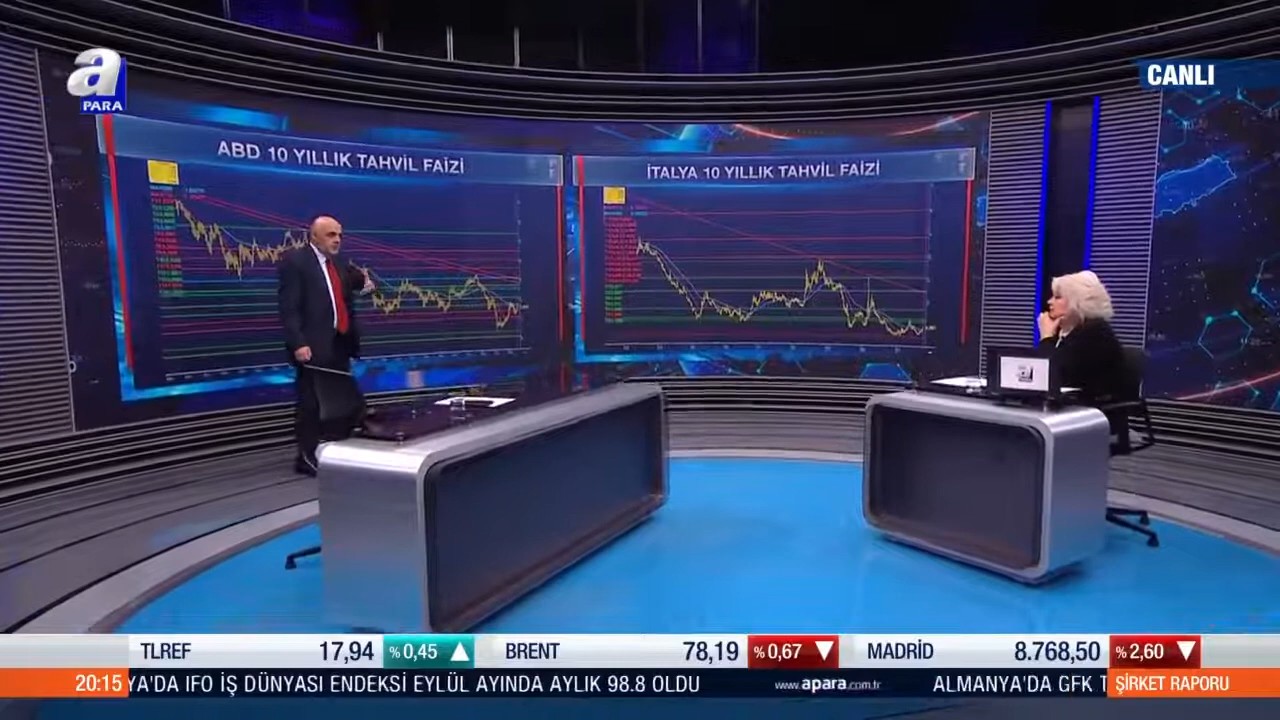 a
PARA
CANLI
ABD 10 YILLIK TAHVİL FAİZİ
İTALYA 10 YILLIK TAHVİL FAİZİ
a
TLREF 17,94 %0,45 BRENT 78,19 %0,67 MADRİD 8.768,50 %2,60
20:15 YA'DA IFO İŞ DÜNYASI ENDEKSİ EYLÜL AYINDA AYLIK 98.8 OLDU www.apara.com.tr ALMANYA'DA GFK T ŞİRKET RAPORU